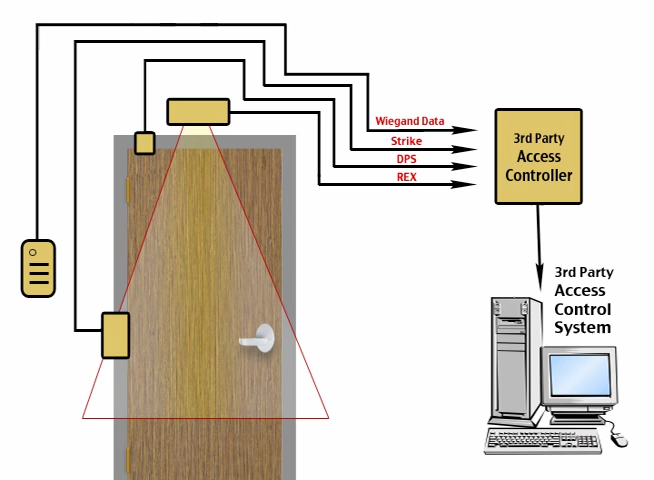 Wiegand Data
Strike
DPS
REX
3rd Party
Access
Controller
3rd Party
Access
Control
System